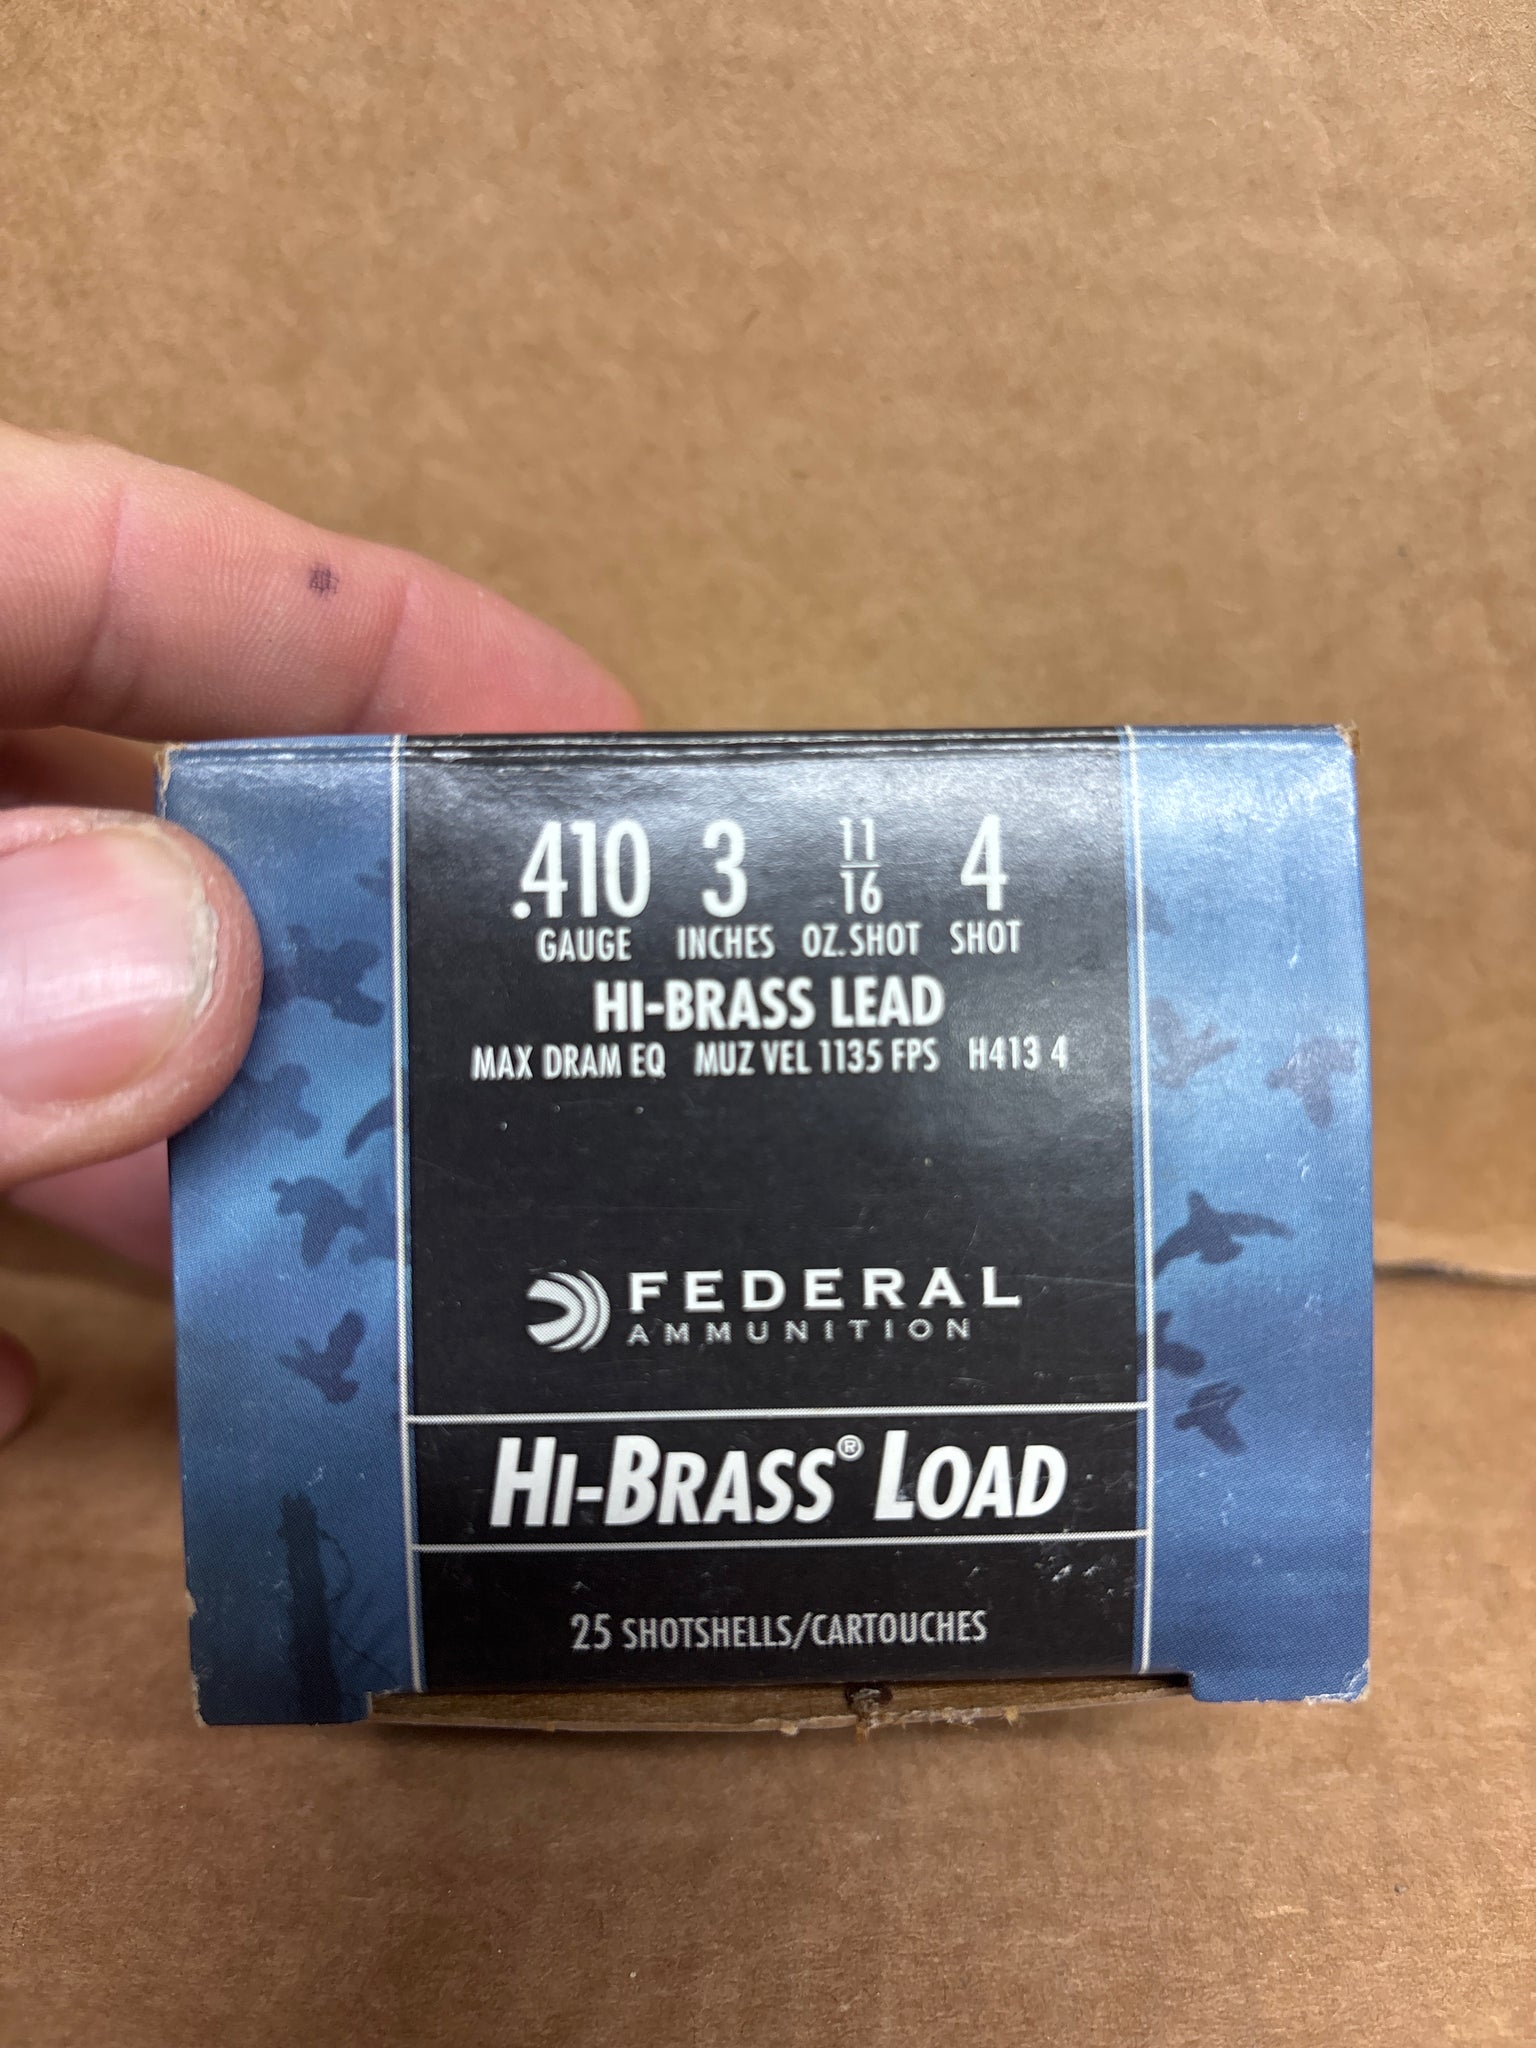 .410 3 11/16 4
GAUGE INCHES OZ. SHOT SHOT
HI-BRASS LEAD
MAX DRAM EQ MUZ VEL 1135 FPS H413 4
FEDERAL
AMMUNITION
HI-BRASS® LOAD
25 SHOTSHELLS/CARTOUCHES